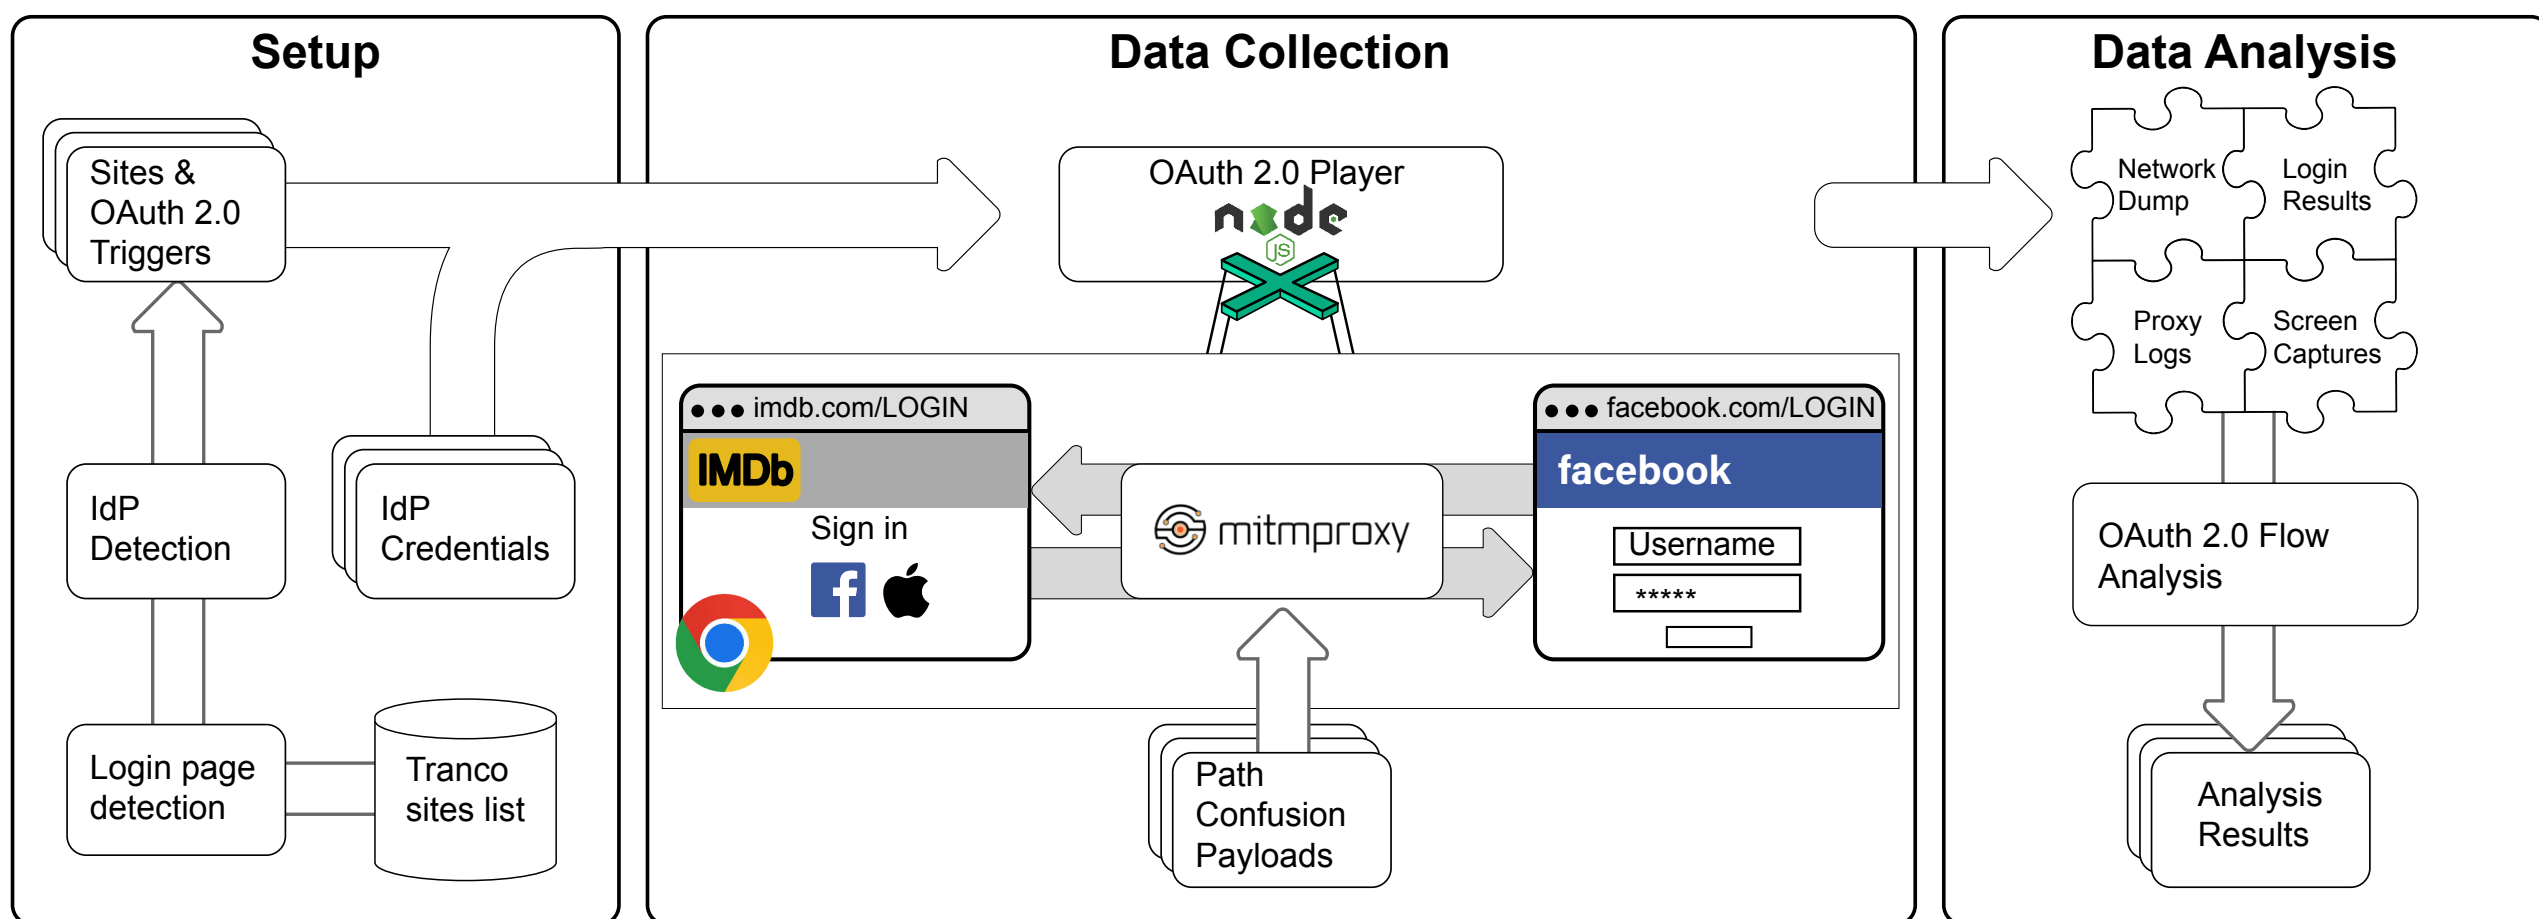 Setup
Sites &
OAuth 2.0
Triggers
IdP
Detection
IdP
Credentials
Login page
detection
Tranco
sites list
Data Collection
OAuth 2.0 Player
node
JS
imdb.com/LOGIN
IMDb
Sign in
f
mitmproxy
facebook.com/LOGIN
facebook
Username
*****
Path
Confusion
Payloads
Data Analysis
Network
Dump
Login
Results
Proxy
Logs
Screen
Captures
OAuth 2.0 Flow
Analysis
Analysis
Results